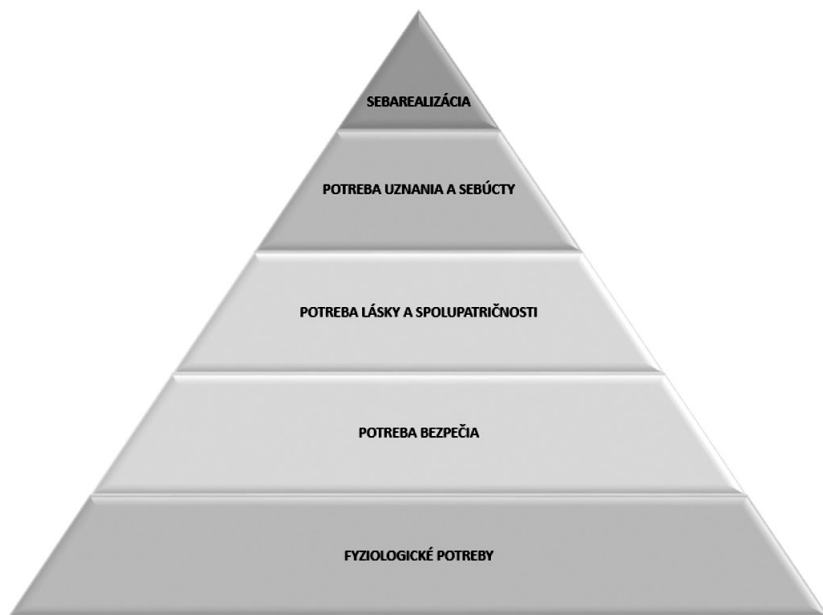 SEBAREALIZÁCIA
POTREBA UZNANIA A SEBÚCTY
POTREBA LÁSKY A SPOLUPATRIČNOSTI
POTREBA BEZPEČIA
FYZIOLOGICKÉ POTREBY